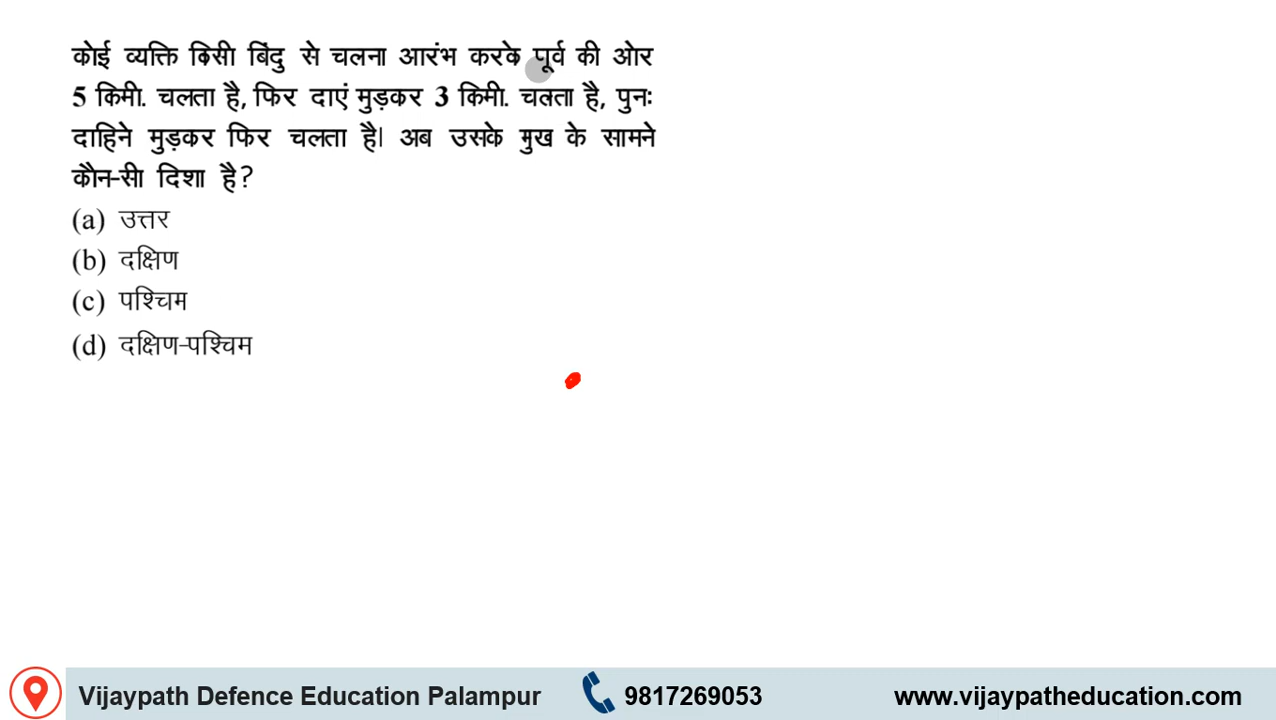 कोई व्यक्ति किसी बिंदु से चलना आरंभ करके पूर्व की ओर
5 किमी. चलता है, फिर दाएं मुड़कर 3 किमी. चलता है, पुनः
दाहिने मुड़कर फिर चलता है। अब उसके मुख के सामने
कौन-सी दिशा है?
(a) उत्तर
(b) दक्षिण
(c) पश्चिम
(d) दक्षिण-पश्चिम
Vijaypath Defence Education Palampur 9817269053 www.vijaypatheducation.com